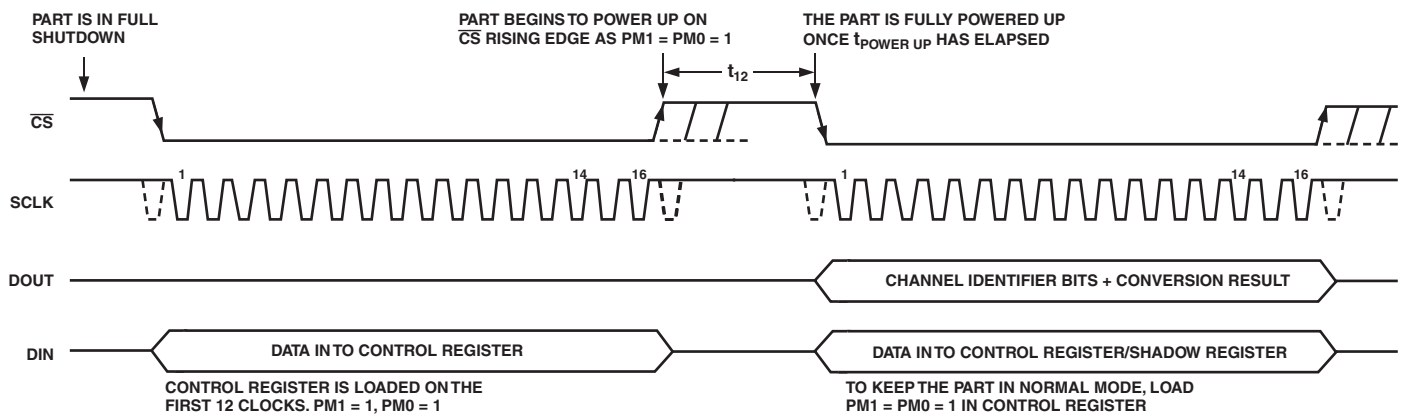 PART IS IN FULL
SHUTDOWN
PART BEGINS TO POWER UP ON
CS RISING EDGE AS PM1 = PM0 = 1
THE PART IS FULLY POWERED UP
ONCE tPOWER UP HAS ELAPSED
t12
CS
1
14
16
1
14
16
SCLK
DOUT
CHANNEL IDENTIFIER BITS + CONVERSION RESULT
DIN
DATA IN TO CONTROL REGISTER
DATA IN TO CONTROL REGISTER/SHADOW REGISTER
CONTROL REGISTER IS LOADED ON THE
FIRST 12 CLOCKS. PM1 = 1, PM0 = 1
TO KEEP THE PART IN NORMAL MODE, LOAD
PM1 = PM0 = 1 IN CONTROL REGISTER